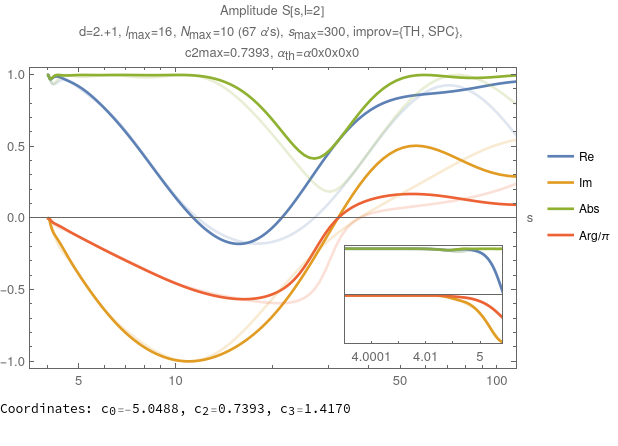 Amplitude S[s,l=2]
d=2.+1, lmax=16, Nmax=10 (67 α's), smax=300, improv={TH, SPC},
c2max=0.7393, αth=α0x0x0x0
1.0
0.5
0.0
-0.5
-1.0
5
10
50
100
s
Re
Im
Abs
Arg/π
4.0001
4.01
5
Coordinates: c0=-5.0488, c2=0.7393, c3=1.4170